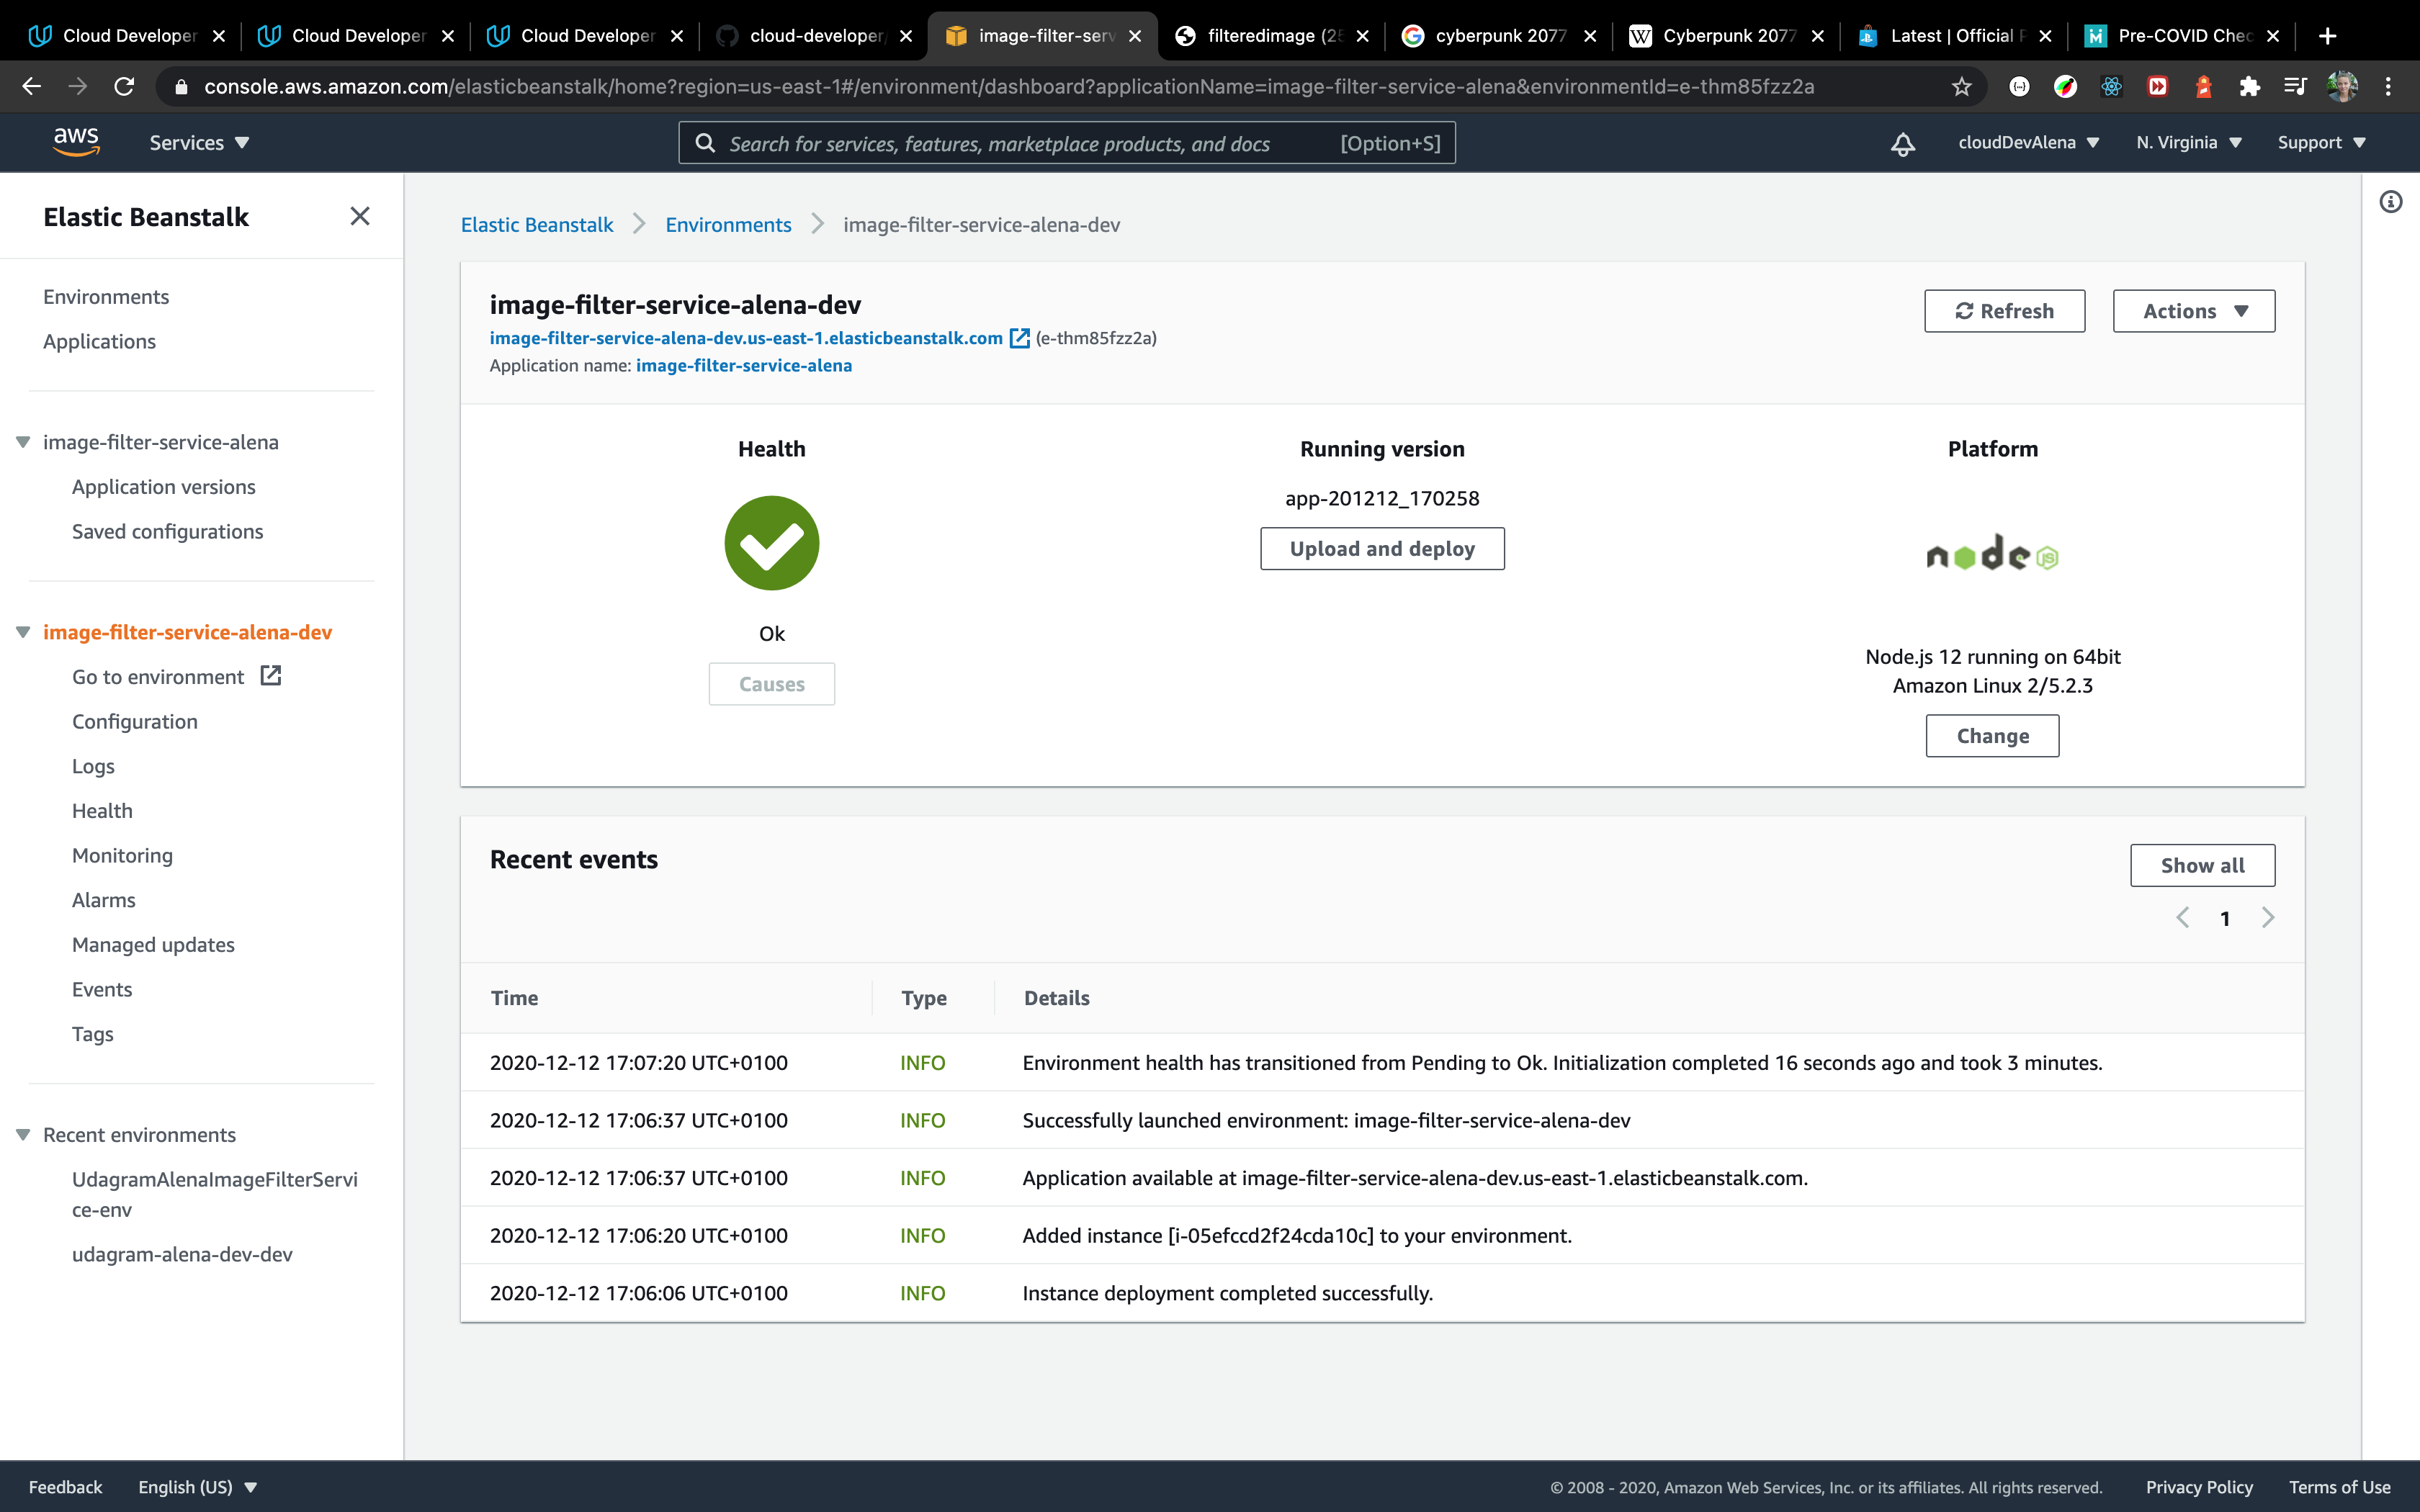 Cloud Developer
Cloud Developer
Cloud Developer
cloud-developer/
image-filter-serv
filteredimage (25
cyberpunk 2077
Cyberpunk 2077
Latest | Official P
Pre-COVID Chec
console.aws.amazon.com/elasticbeanstalk/home?region=us-east-1#/environment/dashboard?applicationName=image-filter-service-alena&environmentId=e-thm85fzz2a
aws
Services
Search for services, features, marketplace products, and docs
[Option+S]
cloudDevAlena
N. Virginia
Support
Elastic Beanstalk
Environments
Applications
image-filter-service-alena
Application versions
Saved configurations
image-filter-service-alena-dev
Go to environment
Configuration
Logs
Health
Monitoring
Alarms
Managed updates
Events
Tags
Recent environments
UdagramAlenaImageFilterServi
ce-env
udagram-alena-dev-dev
Elastic Beanstalk
Environments
image-filter-service-alena-dev
image-filter-service-alena-dev
image-filter-service-alena-dev.us-east-1.elasticbeanstalk.com (e-thm85fzz2a)
Application name: image-filter-service-alena
Refresh
Actions
Health
Ok
Causes
Running version
app-201212_170258
Upload and deploy
Platform
node JS
Node.js 12 running on 64bit
Amazon Linux 2/5.2.3
Change
Recent events
Show all
1
Time Type Details
2020-12-12 17:07:20 UTC+0100 INFO Environment health has transitioned from Pending to Ok. Initialization completed 16 seconds ago and took 3 minutes.
2020-12-12 17:06:37 UTC+0100 INFO Successfully launched environment: image-filter-service-alena-dev
2020-12-12 17:06:37 UTC+0100 INFO Application available at image-filter-service-alena-dev.us-east-1.elasticbeanstalk.com.
2020-12-12 17:06:20 UTC+0100 INFO Added instance [i-05efccd2f24cda10c] to your environment.
2020-12-12 17:06:06 UTC+0100 INFO Instance deployment completed successfully.
Feedback
English (US)
© 2008 - 2020, Amazon Web Services, Inc. or its affiliates. All rights reserved.
Privacy Policy
Terms of Use